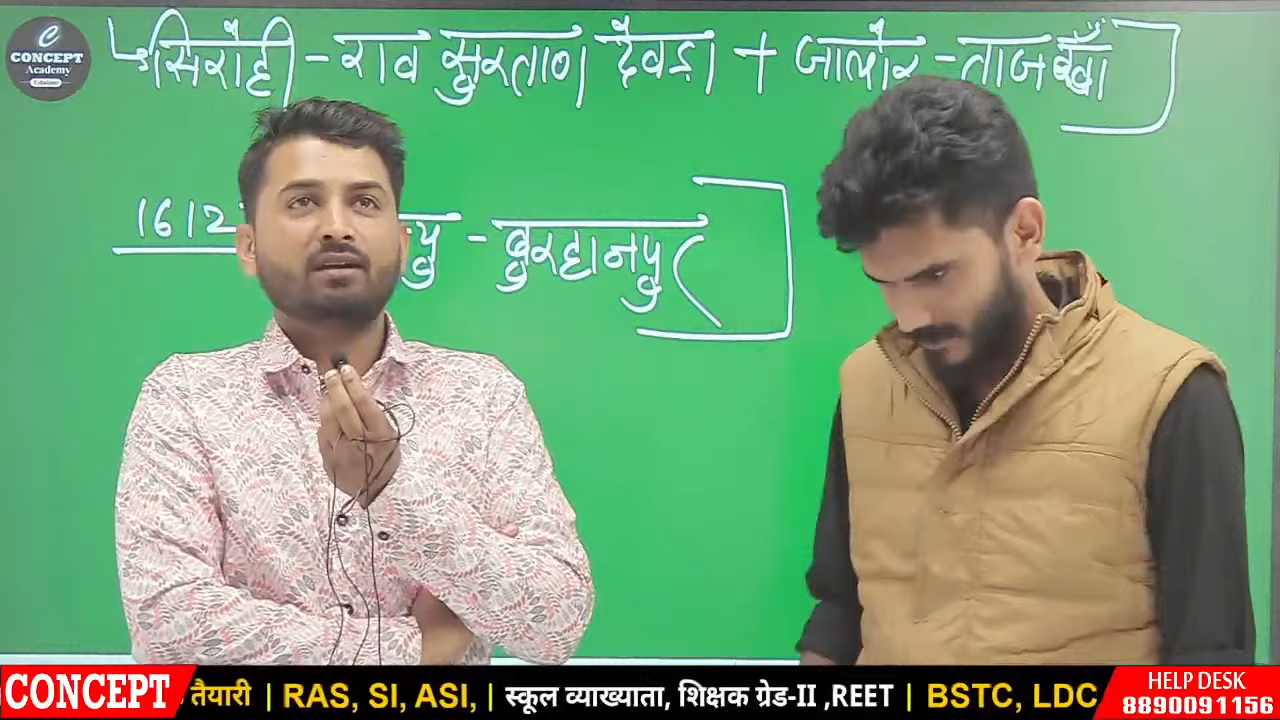 e
CONCEPT
Academy
Udaipur
↳ सिरोही - राव सुरताण देवड़ा + जालोर - ताज खाँ
1612
पु - बुरहानपुर
CONCEPT
तैयारी | RAS, SI, ASI, | स्कूल व्याख्याता, शिक्षक ग्रेड-II ,REET | BSTC, LDC
HELP DESK
8890091156